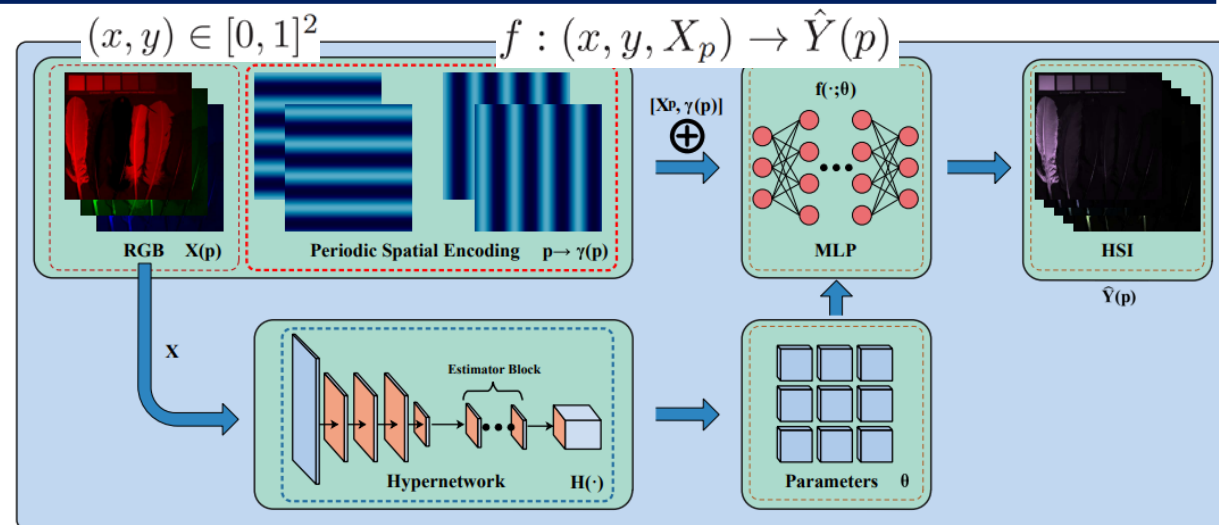 (x, y) ∈ [0, 1]²
f : (x, y, X_p) → Ŷ(p)
RGB X(p)
Periodic Spatial Encoding p→ γ(p)
[Xᵖ, γ(p)]
⊕
f(·;θ)
MLP
HSI
Ŷ(p)
X
Estimator Block
Hypernetwork H(·)
Parameters θ